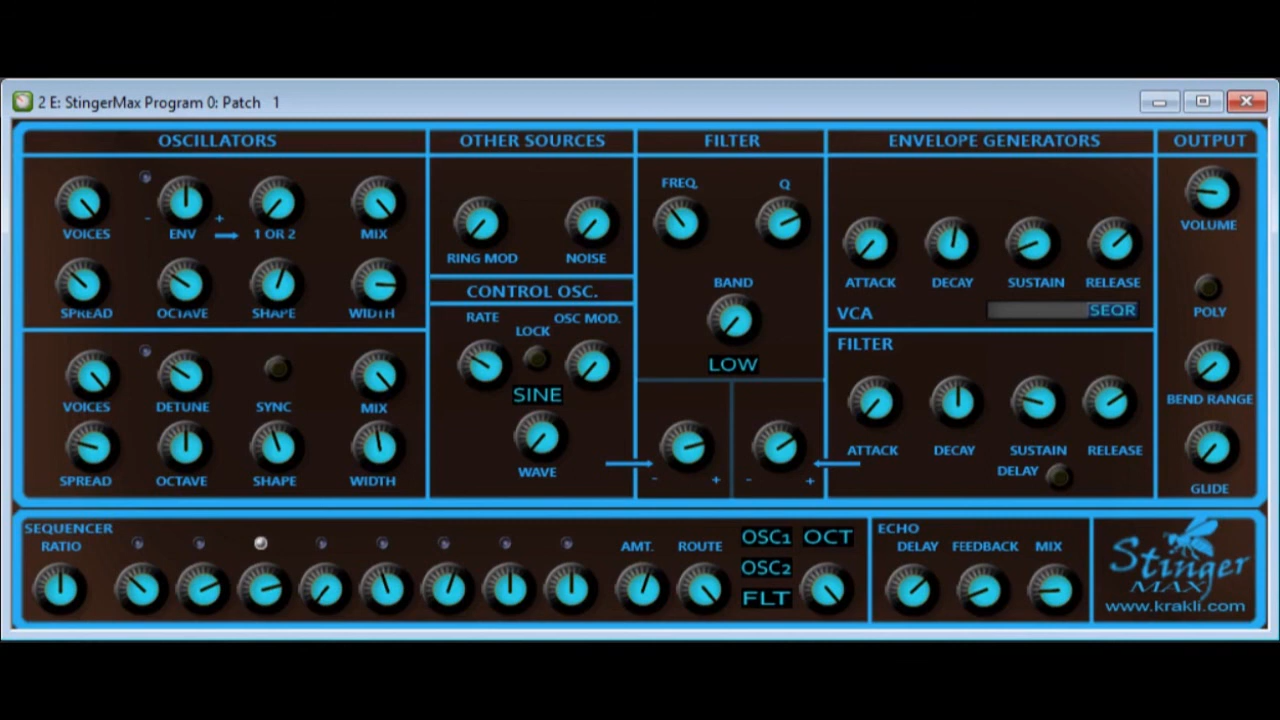 2 E: StingerMax Program 0: Patch 1
OSCILLATORS
VOICES
-
ENV
+
1 OR 2
MIX
SPREAD
OCTAVE
SHAPE
WIDTH
VOICES
DETUNE
SYNC
MIX
SPREAD
OCTAVE
SHAPE
WIDTH
OTHER SOURCES
RING MOD
NOISE
CONTROL OSC.
RATE
LOCK
OSC MOD.
SINE
WAVE
FILTER
FREQ.
Q
BAND
LOW
- +
- +
ENVELOPE GENERATORS
ATTACK
DECAY
SUSTAIN
RELEASE
VCA
SEQR
FILTER
ATTACK
DECAY
SUSTAIN
RELEASE
DELAY
OUTPUT
VOLUME
POLY
BEND RANGE
GLIDE
SEQUENCER
RATIO
AMT.
ROUTE
OSC1
OSC2
FLT
OCT
ECHO
DELAY
FEEDBACK
MIX
Stinger
MAX
www.krakli.com